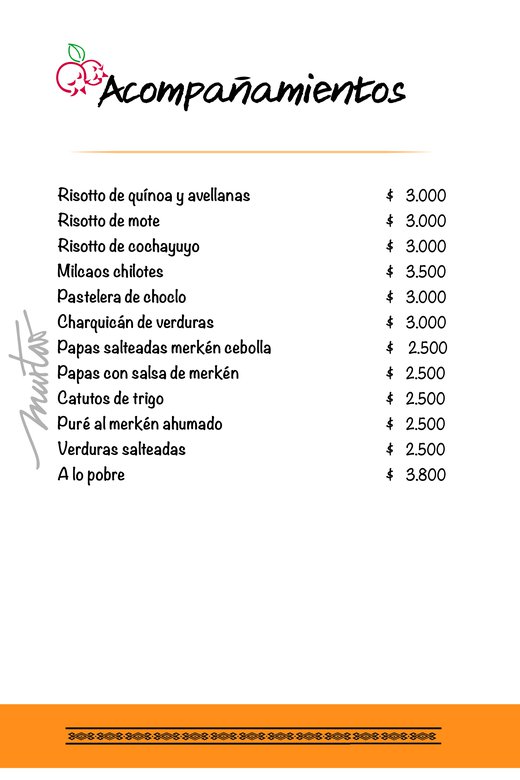 Acompañamientos
Risotto de quínoa y avellanas $ 3.000
Risotto de mote $ 3.000
Risotto de cochayuyo $ 3.000
Milcaos chilotes $ 3.500
Pastelera de choclo $ 3.000
Charquicán de verduras $ 3.000
Papas salteadas merkén cebolla $ 2.500
Papas con salsa de merkén $ 2.500
Catutos de trigo $ 2.500
Puré al merkén ahumado $ 2.500
Verduras salteadas $ 2.500
A lo pobre $ 3.800